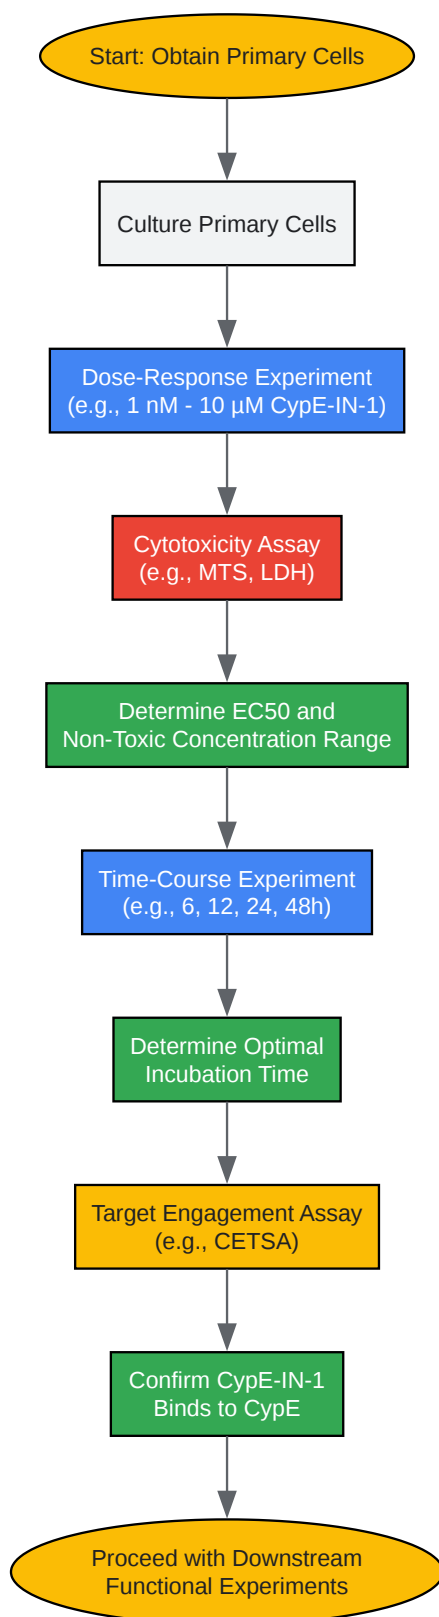 Start: Obtain Primary Cells
Culture Primary Cells
Dose-Response Experiment
(e.g., 1 nM - 10 µM CypE-IN-1)
Cytotoxicity Assay
(e.g., MTS, LDH)
Determine EC50 and
Non-Toxic Concentration Range
Time-Course Experiment
(e.g., 6, 12, 24, 48h)
Determine Optimal
Incubation Time
Target Engagement Assay
(e.g., CETSA)
Confirm CypE-IN-1
Binds to CypE
Proceed with Downstream
Functional Experiments